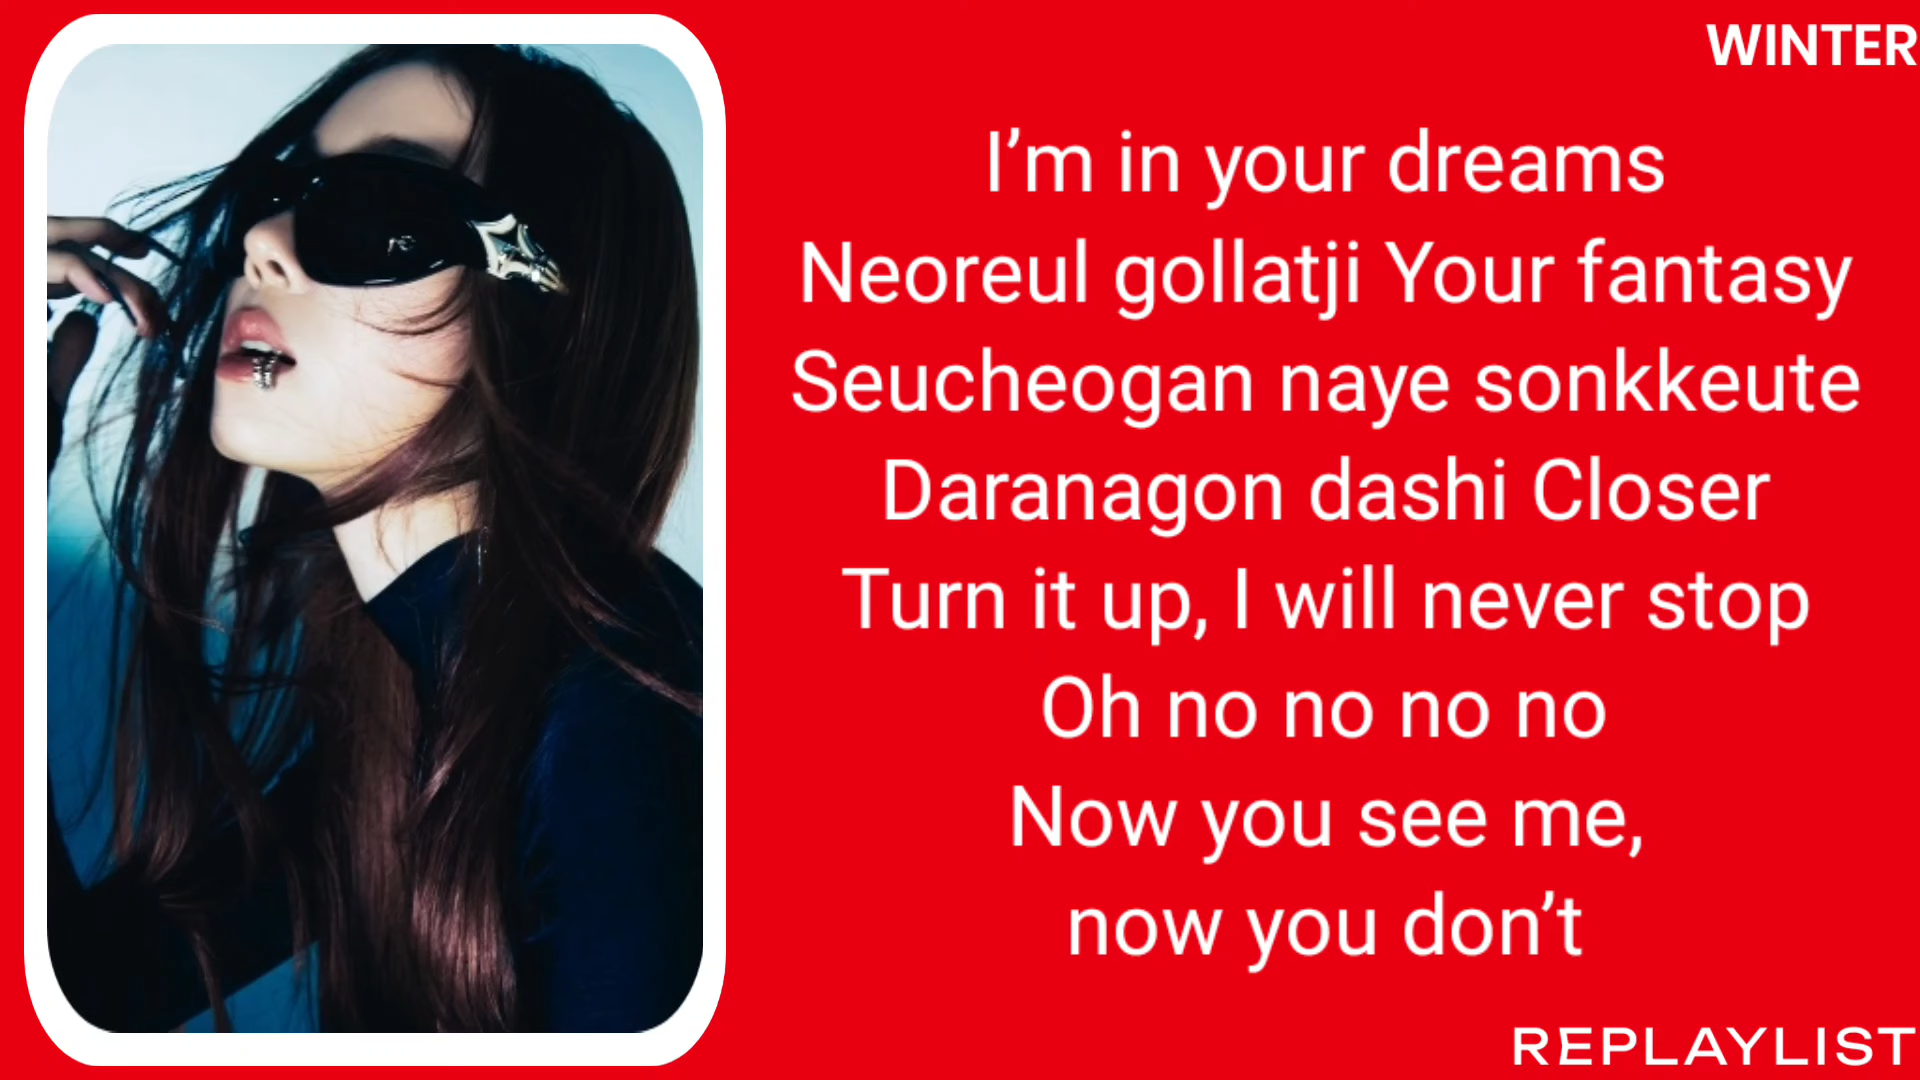 WINTER
I’m in your dreams
Neoreul gollatji Your fantasy
Seucheogan naye sonkkeute
Daranagon dashi Closer
Turn it up, I will never stop
Oh no no no no
Now you see me,
now you don’t
REPLAYLIST